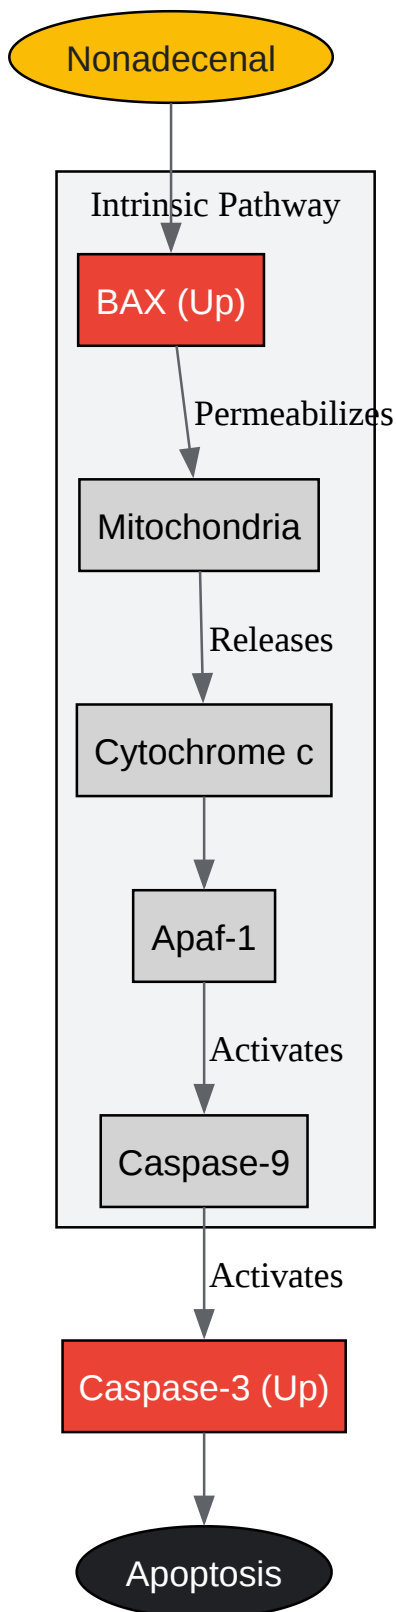 Nonadecenal
Intrinsic Pathway
BAX (Up)
Permeabilizes
Mitochondria
Releases
Cytochrome c
Apaf-1
Activates
Caspase-9
Activates
Caspase-3 (Up)
Apoptosis